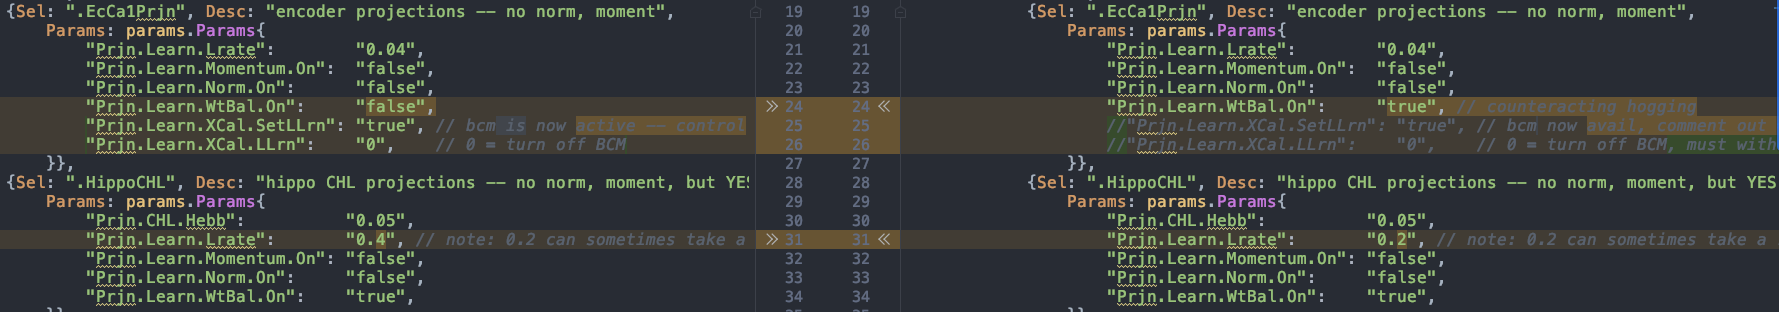 {Sel: ".EcCa1Prjn", Desc: "encoder projections -- no norm, moment",
Params: params.Params{
"Prjn.Learn.Lrate": "0.04",
"Prjn.Learn.Momentum.On": "false",
"Prjn.Learn.Norm.On": "false",
"Prjn.Learn.WtBal.On": "false",
"Prjn.Learn.XCal.SetLLrn": "true", // bcm is now active -- control
"Prjn.Learn.XCal.LLrn": "0", // 0 = turn off BCM
}},
{Sel: ".HippoCHL", Desc: "hippo CHL projections -- no norm, moment, but YES
Params: params.Params{
"Prjn.CHL.Hebb": "0.05",
"Prjn.Learn.Lrate": "0.4", // note: 0.2 can sometimes take a
"Prjn.Learn.Momentum.On": "false",
"Prjn.Learn.Norm.On": "false",
"Prjn.Learn.WtBal.On": "true",
19 19
20 20
21 21
22 22
23 23
» 24 24 «
25 25
26 26
27 27
28 28
29 29
30 30
» 31 31 «
32 32
33 33
34 34
{Sel: ".EcCa1Prjn", Desc: "encoder projections -- no norm, moment",
Params: params.Params{
"Prjn.Learn.Lrate": "0.04",
"Prjn.Learn.Momentum.On": "false",
"Prjn.Learn.Norm.On": "false",
"Prjn.Learn.WtBal.On": "true", // counteracting hogging
//"Prjn.Learn.XCal.SetLLrn": "true", // bcm now avail, comment out
//"Prjn.Learn.XCal.LLrn": "0", // 0 = turn off BCM, must with
}},
{Sel: ".HippoCHL", Desc: "hippo CHL projections -- no norm, moment, but YES
Params: params.Params{
"Prjn.CHL.Hebb": "0.05",
"Prjn.Learn.Lrate": "0.2", // note: 0.2 can sometimes take a
"Prjn.Learn.Momentum.On": "false",
"Prjn.Learn.Norm.On": "false",
"Prjn.Learn.WtBal.On": "true",